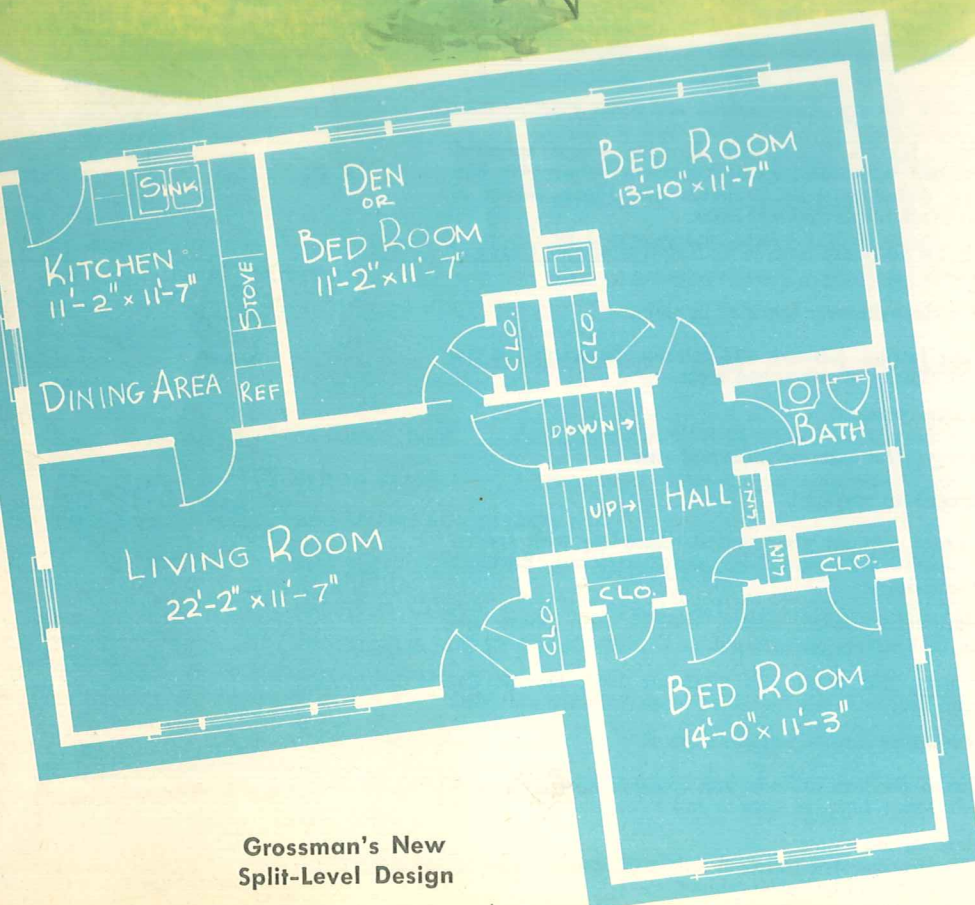 BED ROOM
13'-10" x 11'-7"
DEN
OR
BED ROOM
11'-2" x 11'-7"
SINK
KITCHEN
11'-2" x 11'-7"
STOVE
DINING AREA
REF
CLO.
CLO.
DOWN→
BATH
UP→
HALL
LIN.
LIVING ROOM
22'-2" x 11'-7"
LIN
CLO.
CLO.
CLO.
BED ROOM
14'-0" x 11'-3"
Grossman's New
Split-Level Design